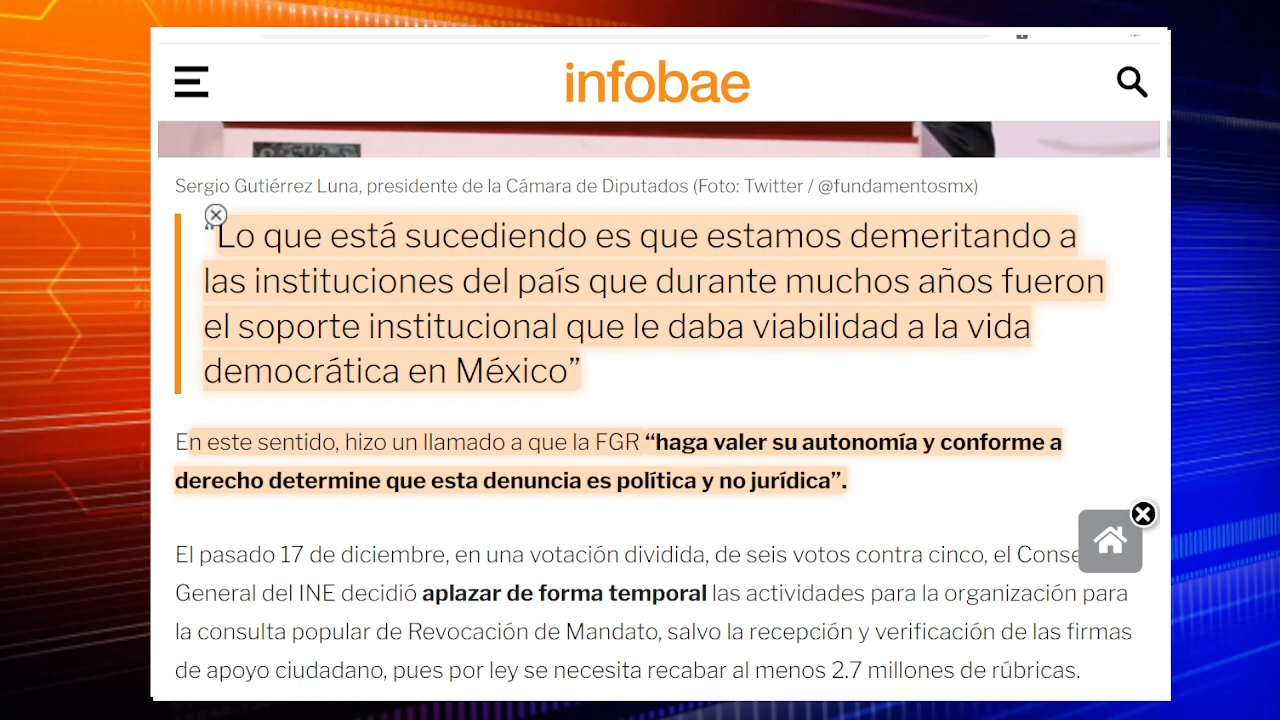 infobae
Sergio Gutiérrez Luna, presidente de la Cámara de Diputados (Foto: Twitter / @fundamentosmx)
“Lo que está sucediendo es que estamos demeritando a
las instituciones del país que durante muchos años fueron
el soporte institucional que le daba viabilidad a la vida
democrática en México”
En este sentido, hizo un llamado a que la FGR “haga valer su autonomía y conforme a
derecho determine que esta denuncia es política y no jurídica”.
El pasado 17 de diciembre, en una votación dividida, de seis votos contra cinco, el
General del INE decidió aplazar de forma temporal las actividades para la organización para
la consulta popular de Revocación de Mandato, salvo la recepción y verificación de las firmas
de apoyo ciudadano, pues por ley se necesita recabar al menos 2.7 millones de rúbricas.